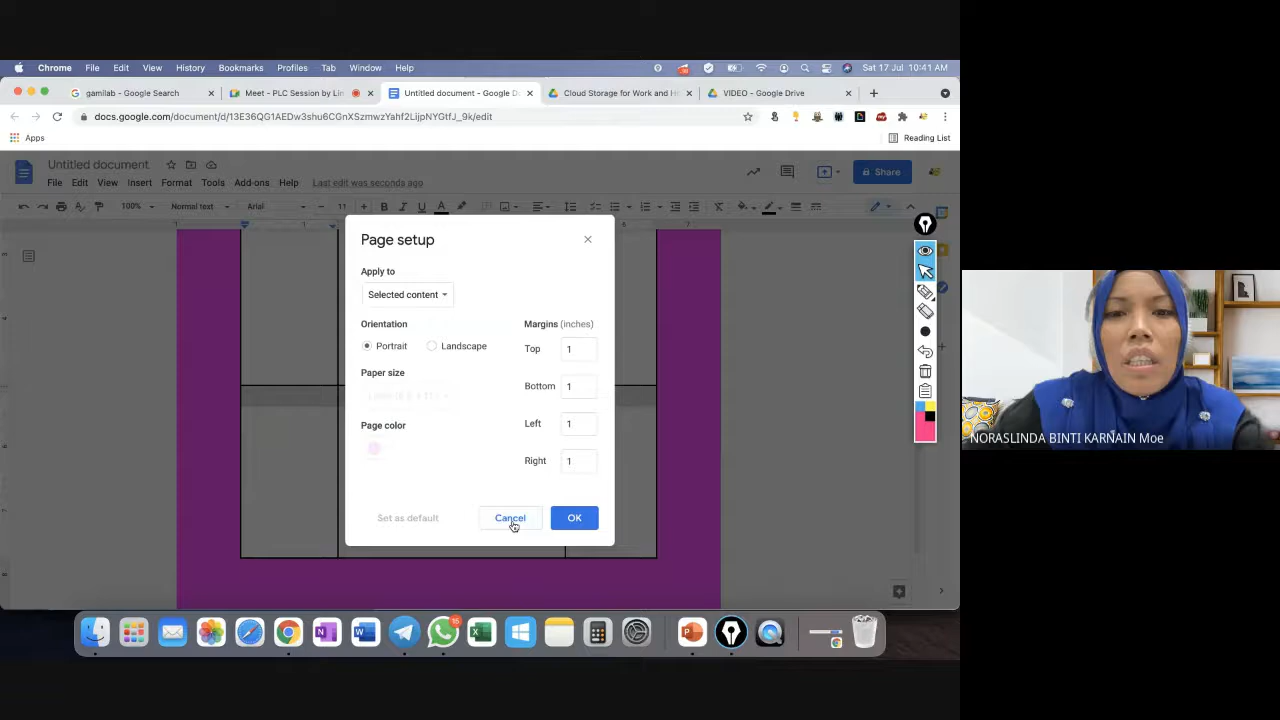 Chrome File Edit View History Bookmarks Profiles Tab Window Help Sat 17 Jul 10:41 AM
gamilab - Google Search Meet - PLC Session by Lin Untitled document - Google D Cloud Storage for Work and H VIDEO - Google Drive
docs.google.com/document/d/13E36QG1AEDw3shu6CGnXSzmwzYahf2LijpNYGtfJ_9k/edit
Apps Reading List
Untitled document
Share
File Edit View Insert Format Tools Add-ons Help Last edit was seconds ago
100% Normal text Arial 11 B I U A
1 1 6 7
Page setup
Apply to
Selected content
Orientation Margins (inches)
Portrait Landscape Top 1
Paper size
Bottom 1
Page color Left 1
Right 1
Set as default Cancel OK
NORASLINDA BINTI KARNAIN Moe
15